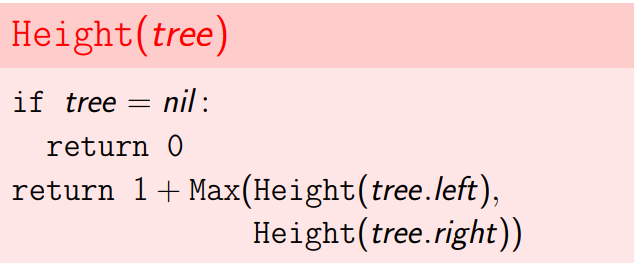 Height(tree)
if tree = nil:
return 0
return 1 + Max(Height(tree.left),
Height(tree.right))